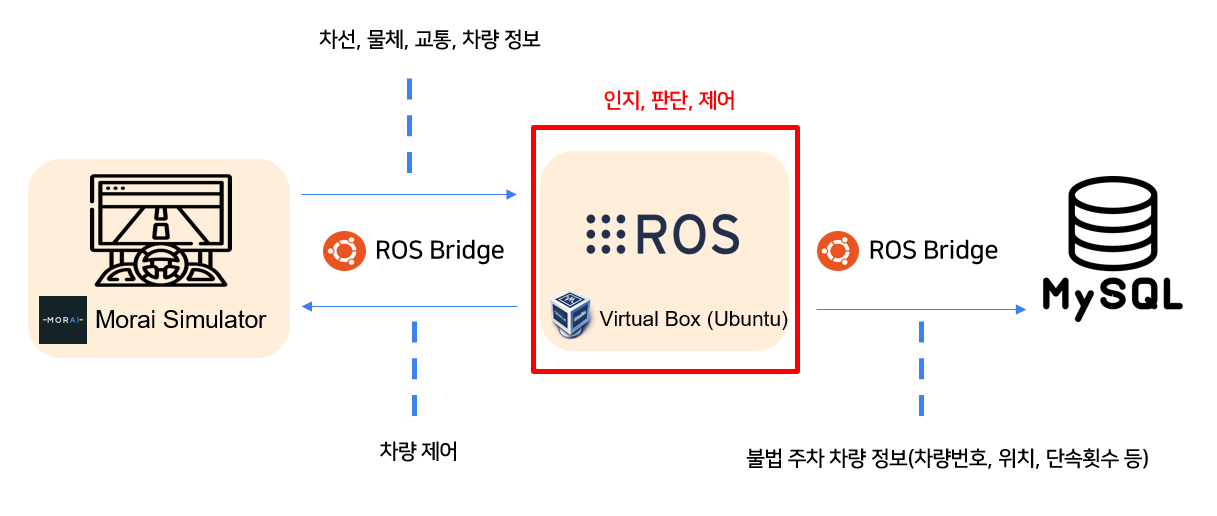 차선, 물체, 교통, 차량 정보
인지, 판단, 제어
ROS
ROS Bridge
ROS Bridge
MySQL
-MORAI-
Morai Simulator
Virtual Box (Ubuntu)
차량 제어
불법 주차 차량 정보(차량번호, 위치, 단속횟수 등)